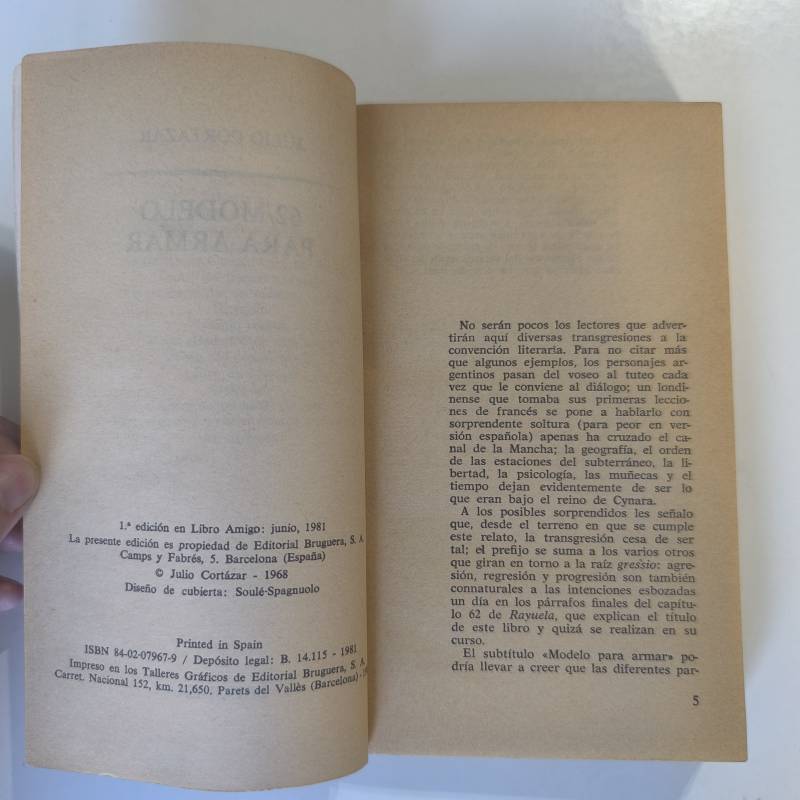 1.ª edición en Libro Amigo: junio, 1981
La presente edición es propiedad de Editorial Bruguera, S. A.
Camps y Fabrés, 5. Barcelona (España)
© Julio Cortázar - 1968
Diseño de cubierta: Soulé-Spagnuolo
Printed in Spain
ISBN 84-02-07967-9 / Depósito legal: B. 14.115 - 1981
Impreso en los Talleres Gráficos de Editorial Bruguera, S. A.
Carret. Nacional 152, km. 21,650. Parets del Vallès (Barcelona) -
No serán pocos los lectores que adver-
tirán aquí diversas transgresiones a la
convención literaria. Para no citar más
que algunos ejemplos, los personajes ar-
gentinos pasan del voseo al tuteo cada
vez que le conviene al diálogo; un londi-
nense que tomaba sus primeras leccio-
nes de francés se pone a hablarlo con
sorprendente soltura (para peor en ver-
sión española) apenas ha cruzado el ca-
nal de la Mancha; la geografía, el orden
de las estaciones del subterráneo, la li-
bertad, la psicología, las muñecas y el
tiempo dejan evidentemente de ser lo
que eran bajo el reino de Cynara.
A los posibles sorprendidos les señalo
que, desde el terreno en que se cumple
este relato, la transgresión cesa de ser
tal; el prefijo se suma a los varios otros
que giran en torno a la raíz gressio: agre-
sión, regresión y progresión son también
connaturales a las intenciones esbozadas
un día en los párrafos finales del capítu-
lo 62 de Rayuela, que explican el título
de este libro y quizá se realizan en su
curso.
El subtítulo «Modelo para armar» po-
dría llevar a creer que las diferentes par-
5